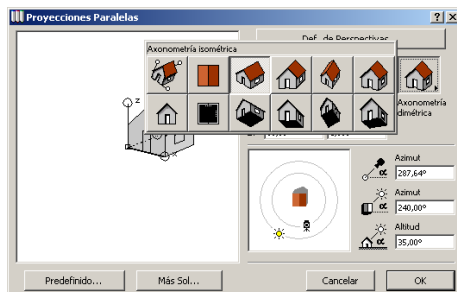 Proyecciones Paralelas
Def. de Perspectivas
Axonometría isométrica
Axonometría
dimétrica
z
x
Azimut
287,64°
Azimut
240,00°
Altitud
35,00°
Predefinido...
Más Sol...
Cancelar
OK